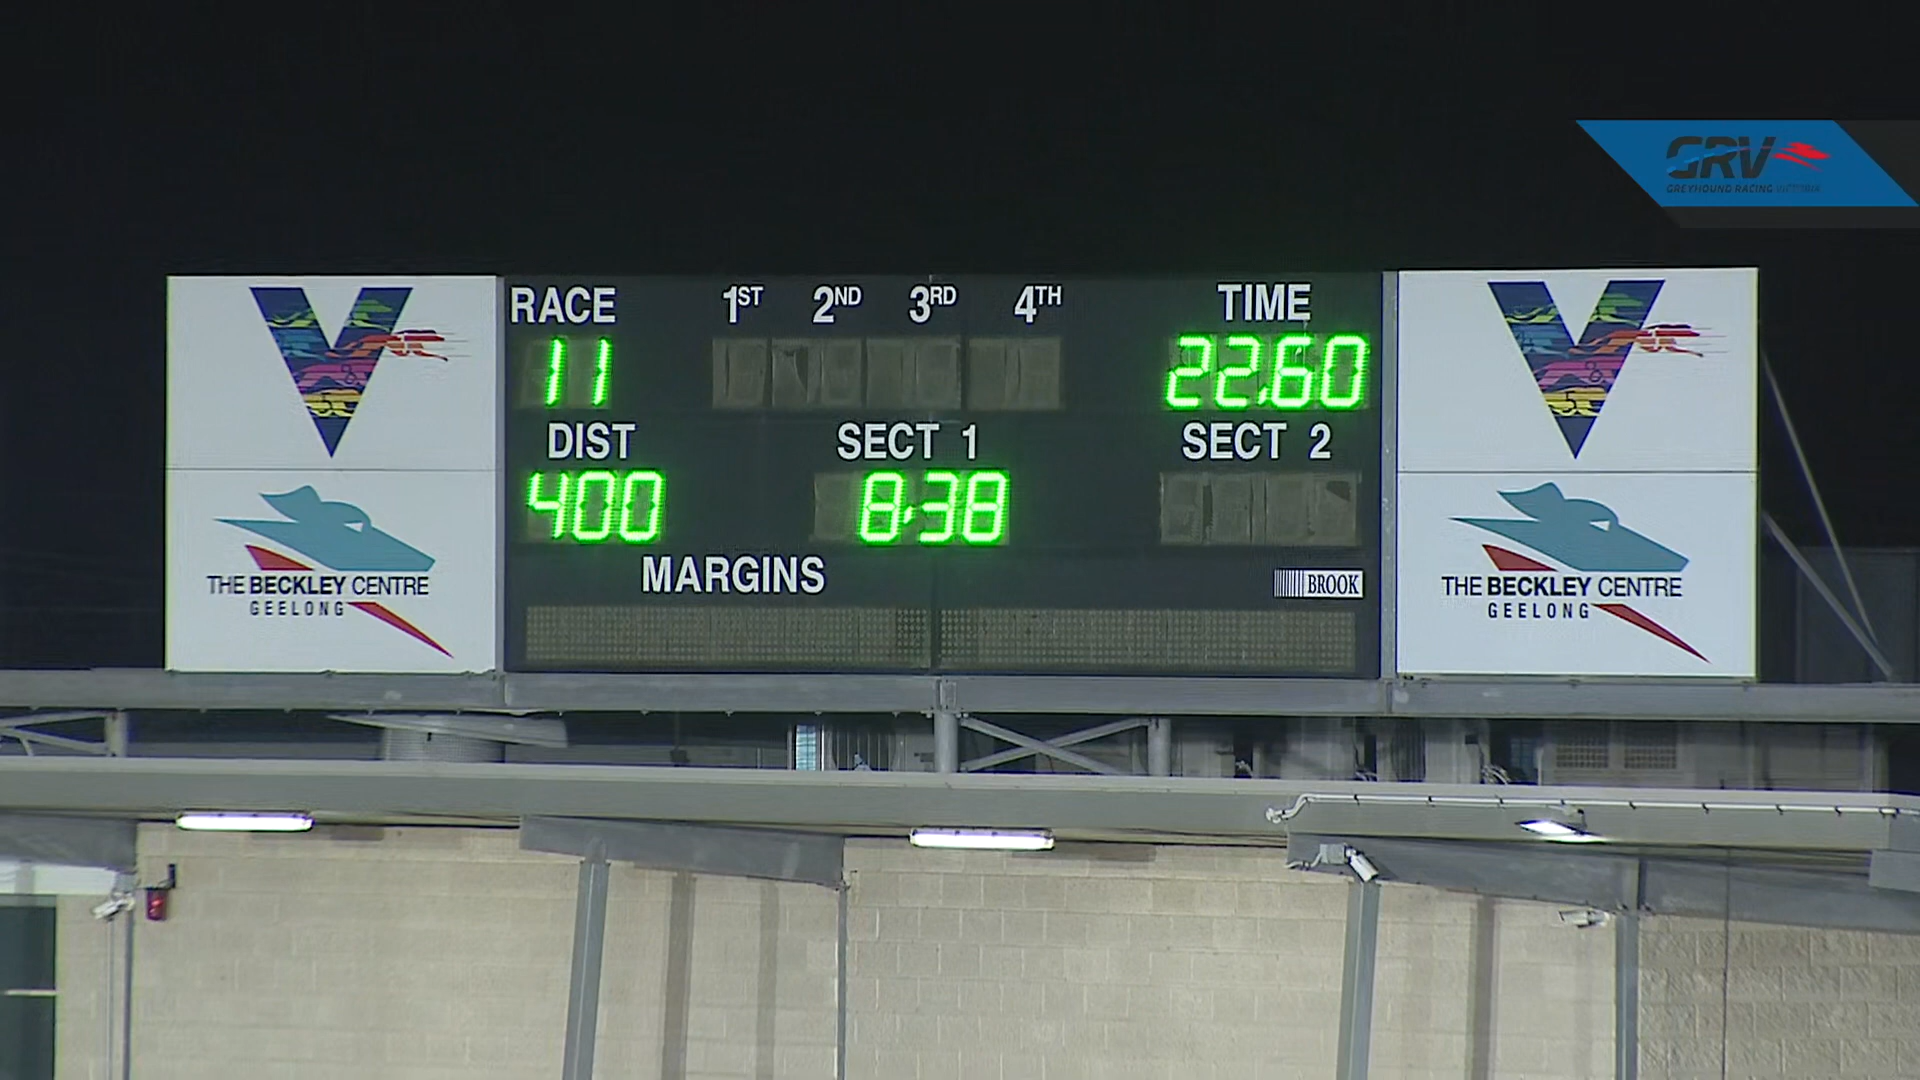 GRV
GREYHOUND RACING VICTORIA
RACE 1ST 2ND 3RD 4TH TIME
11 22.60
DIST SECT 1 SECT 2
400 8.38
MARGINS
BROOK
THE BECKLEY CENTRE
GEELONG
THE BECKLEY CENTRE
GEELONG